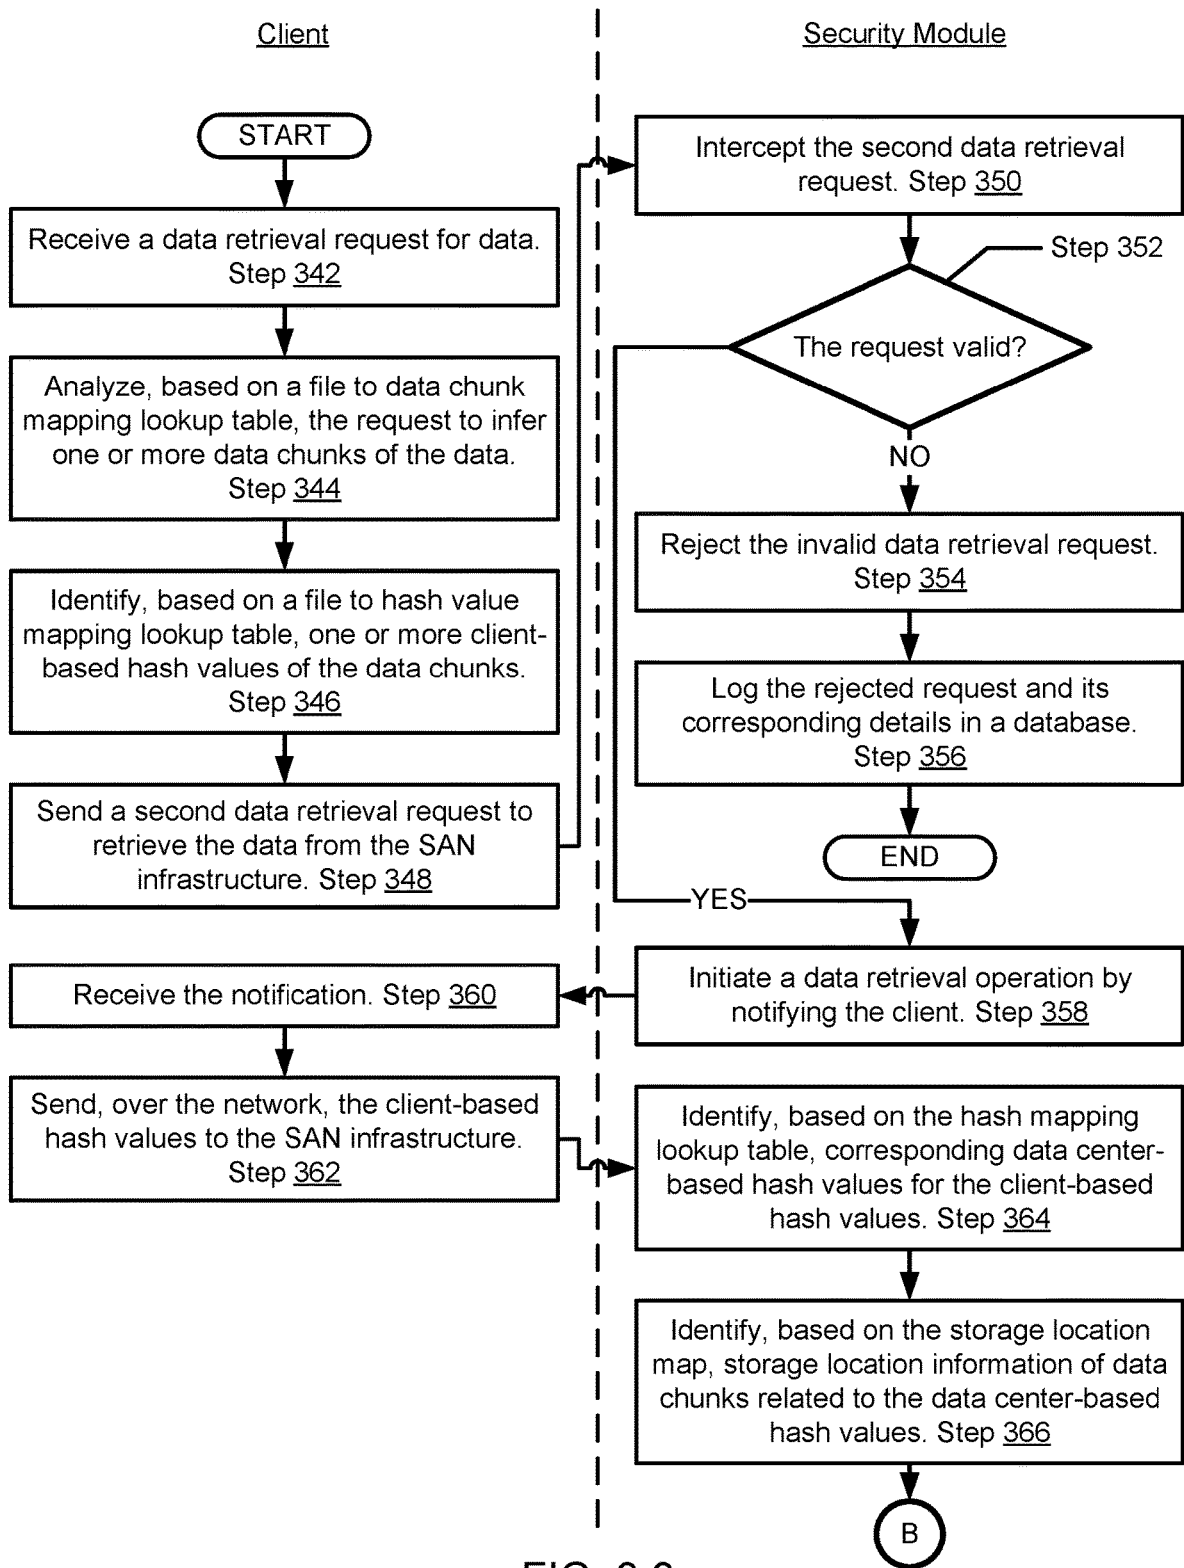 Client
Security Module
START
Receive a data retrieval request for data.
Step 342
Analyze, based on a file to data chunk
mapping lookup table, the request to infer
one or more data chunks of the data.
Step 344
Identify, based on a file to hash value
mapping lookup table, one or more client-
based hash values of the data chunks.
Step 346
Send a second data retrieval request to
retrieve the data from the SAN
infrastructure. Step 348
Intercept the second data retrieval
request. Step 350
Step 352
The request valid?
NO
Reject the invalid data retrieval request.
Step 354
Log the rejected request and its
corresponding details in a database.
Step 356
END
YES
Initiate a data retrieval operation by
notifying the client. Step 358
Receive the notification. Step 360
Send, over the network, the client-based
hash values to the SAN infrastructure.
Step 362
Identify, based on the hash mapping
lookup table, corresponding data center-
based hash values for the client-based
hash values. Step 364
Identify, based on the storage location
map, storage location information of data
chunks related to the data center-based
hash values. Step 366
B